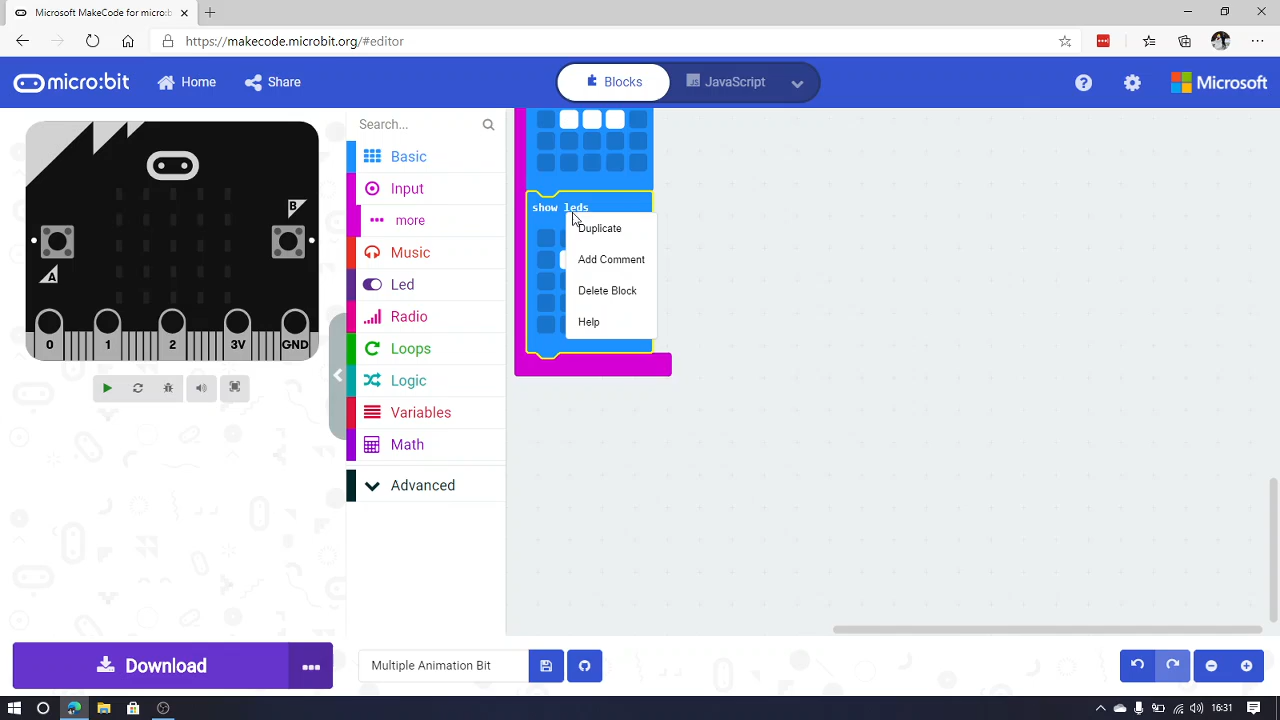 Microsoft MakeCode for micro:b
https://makecode.microbit.org/#editor
micro:bit
Home
Share
Blocks
JS
JavaScript
Microsoft
Search...
Basic
Input
more
Music
Led
Radio
Loops
Logic
Variables
Math
Advanced
A
B
0
1
2
3V
GND
show leds
Duplicate
Add Comment
Delete Block
Help
Download
Multiple Animation Bit
16:31